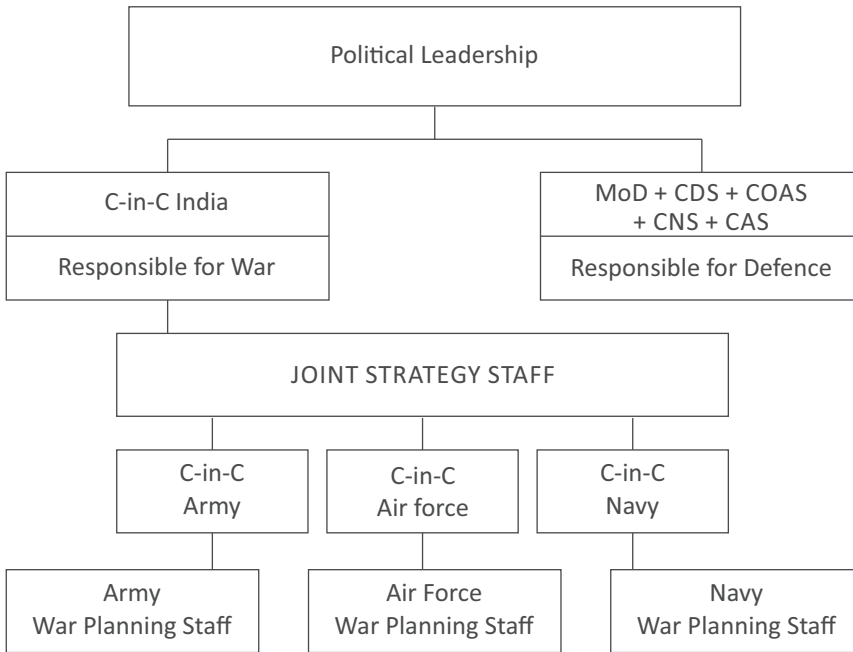 Political Leadership
C-in-C India
Responsible for War
MoD + CDS + COAS
+ CNS + CAS
Responsible for Defence
JOINT STRATEGY STAFF
C-in-C
Army
C-in-C
Air force
C-in-C
Navy
Army
War Planning Staff
Air Force
War Planning Staff
Navy
War Planning Staff